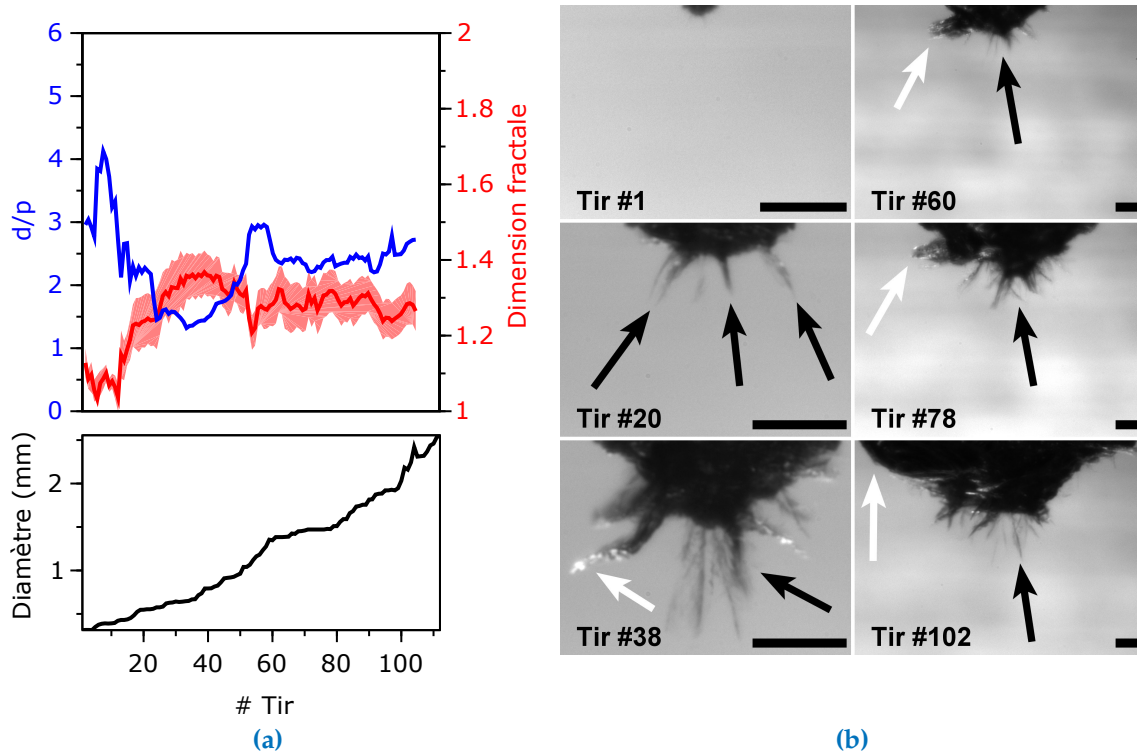 6
5
4
3
2
1
0
d/p
2
1.8
1.6
1.4
1.2
1
Dimension fractale
2
1
Diamètre (mm)
20
40
60
80
100
# Tir
(a)
Tir #1
Tir #60
Tir #20
Tir #78
Tir #38
Tir #102
(b)